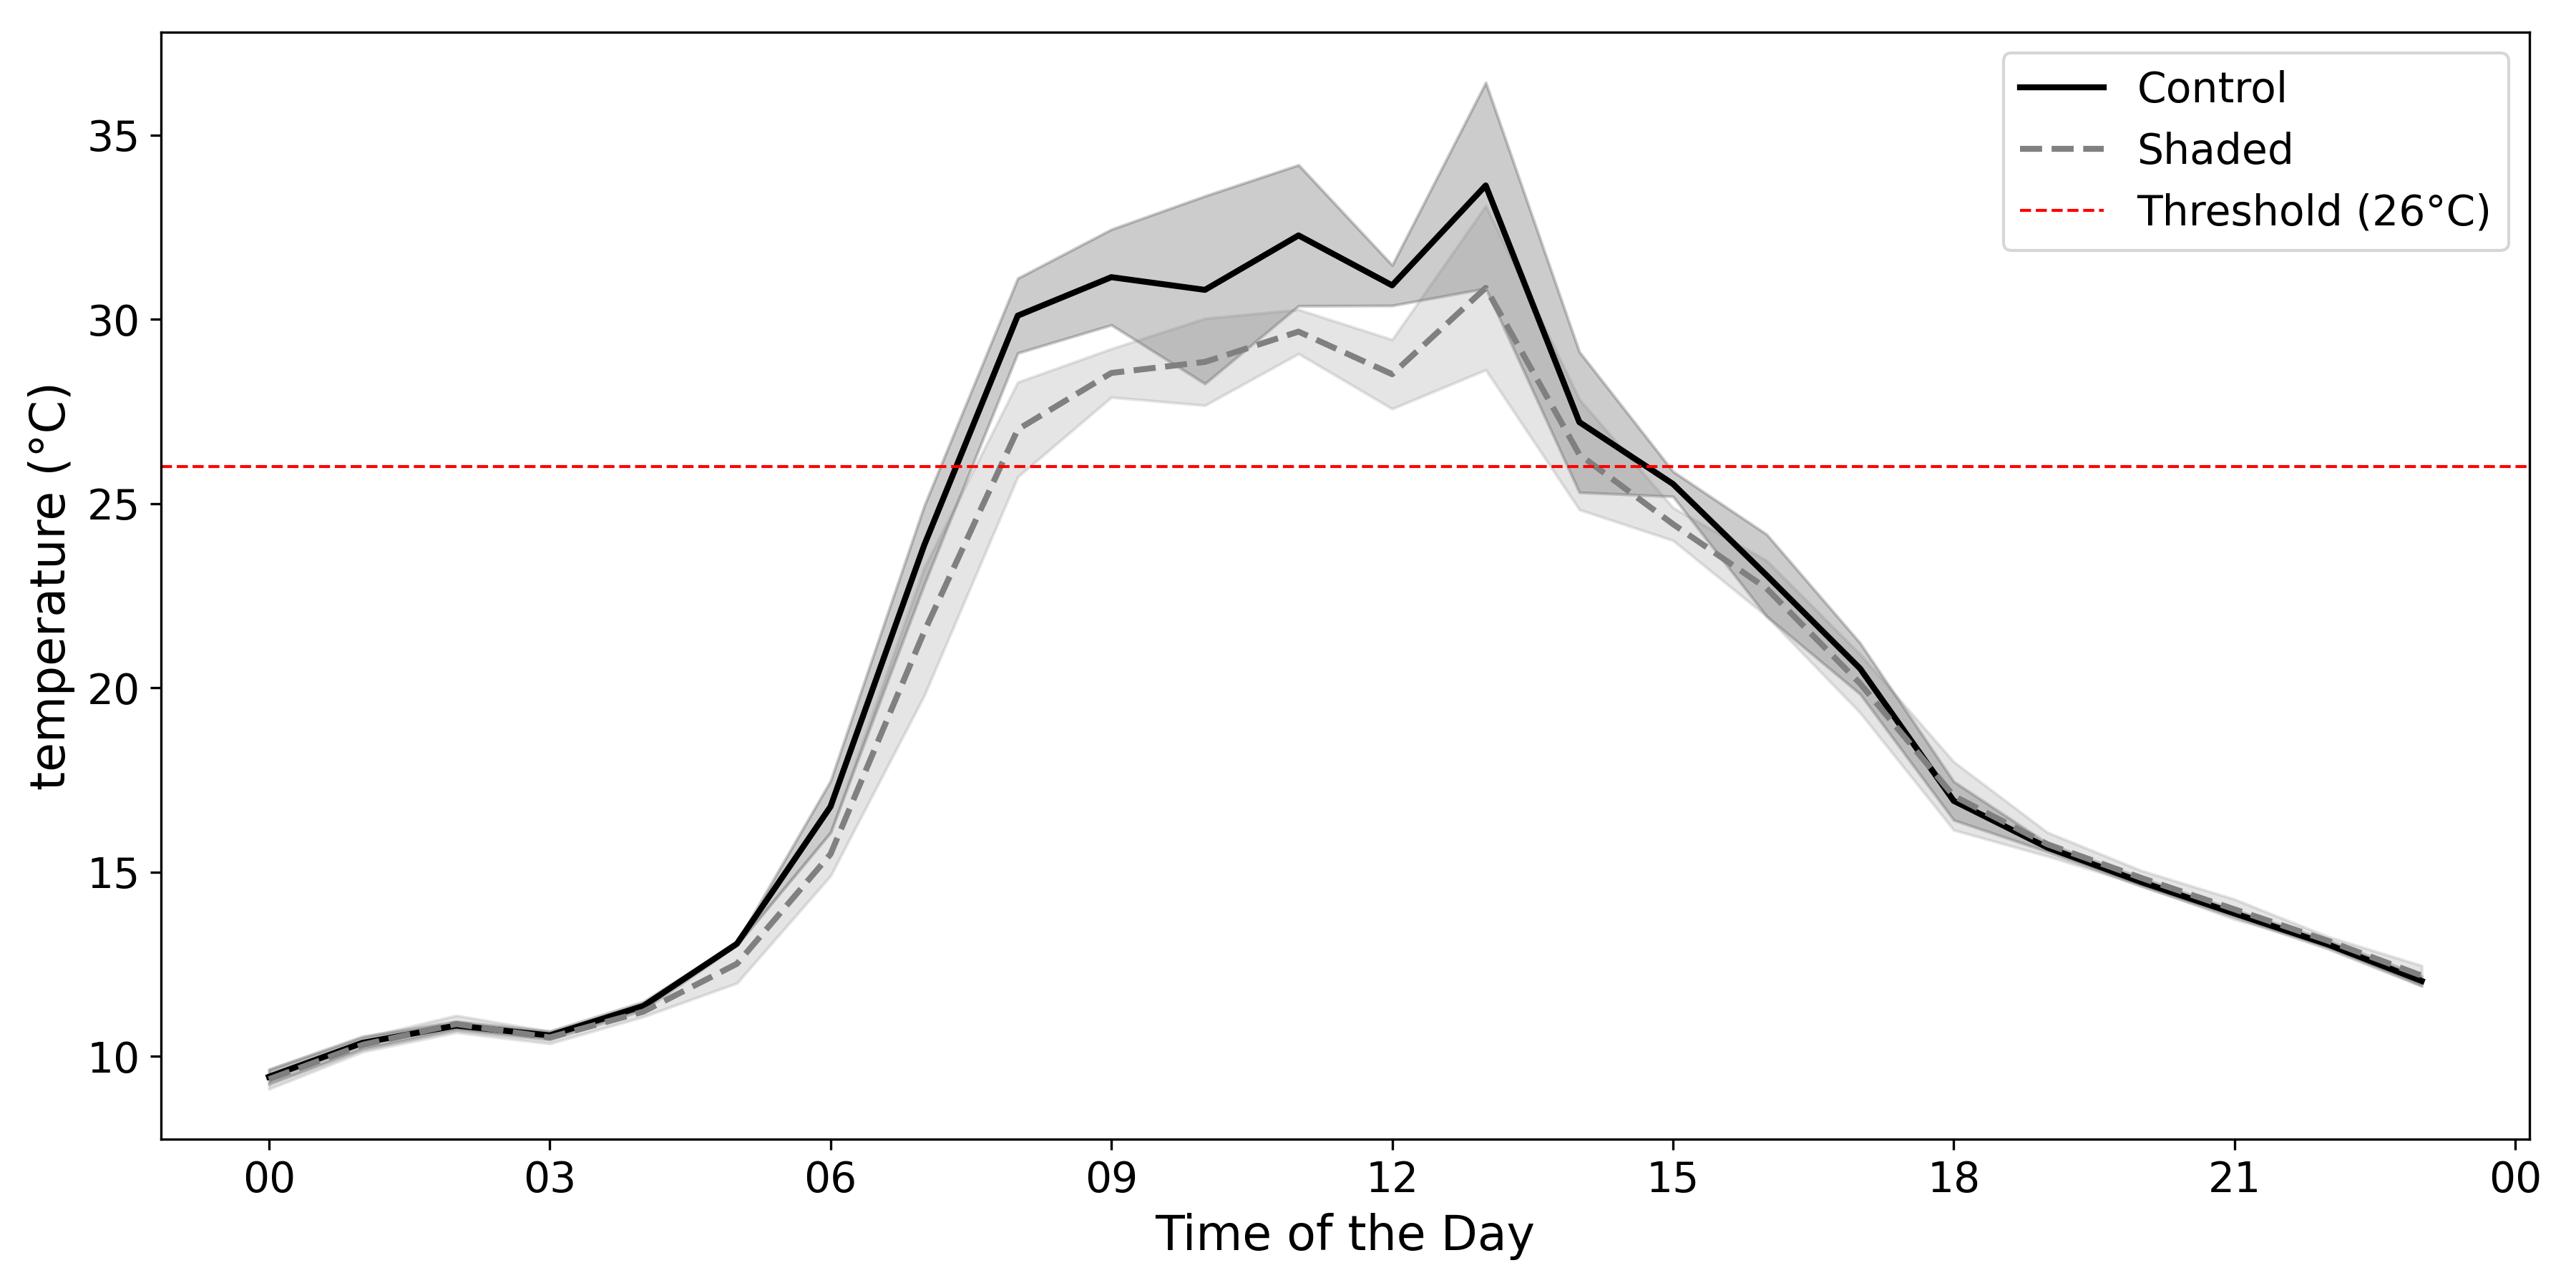 Control
Shaded
Threshold (26°C)
temperature (°C)
35
30
25
20
15
10
00 03 06 09 12 15 18 21 00
Time of the Day